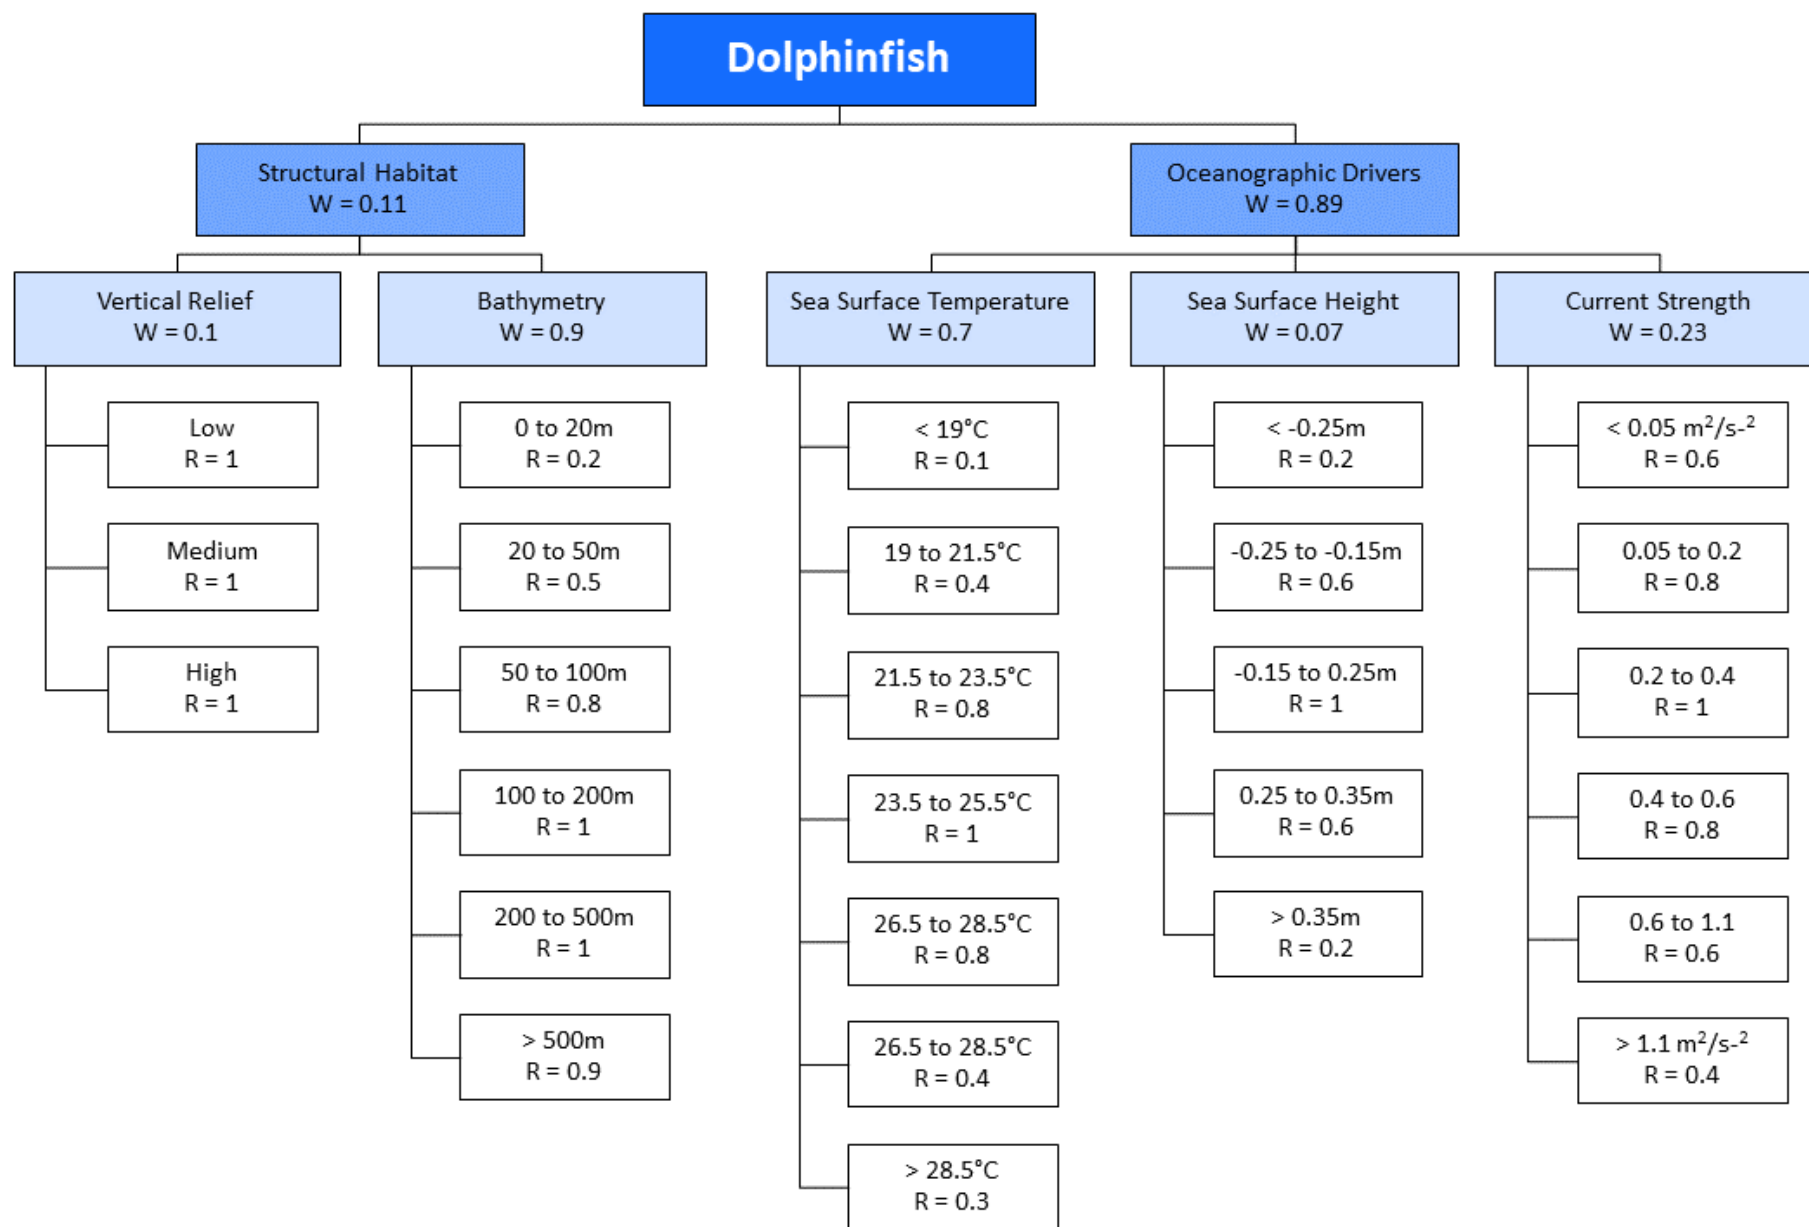 Dolphinfish
Structural Habitat
W = 0.11
Oceanographic Drivers
W = 0.89
Vertical Relief
W = 0.1
Bathymetry
W = 0.9
Sea Surface Temperature
W = 0.7
Sea Surface Height
W = 0.07
Current Strength
W = 0.23
Low
R = 1
Medium
R = 1
High
R = 1
0 to 20m
R = 0.2
20 to 50m
R = 0.5
50 to 100m
R = 0.8
100 to 200m
R = 1
200 to 500m
R = 1
> 500m
R = 0.9
< 19°C
R = 0.1
19 to 21.5°C
R = 0.4
21.5 to 23.5°C
R = 0.8
23.5 to 25.5°C
R = 1
26.5 to 28.5°C
R = 0.8
26.5 to 28.5°C
R = 0.4
> 28.5°C
R = 0.3
< -0.25m
R = 0.2
-0.25 to -0.15m
R = 0.6
-0.15 to 0.25m
R = 1
0.25 to 0.35m
R = 0.6
> 0.35m
R = 0.2
< 0.05 m²/s-²
R = 0.6
0.05 to 0.2
R = 0.8
0.2 to 0.4
R = 1
0.4 to 0.6
R = 0.8
0.6 to 1.1
R = 0.6
> 1.1 m²/s-²
R = 0.4